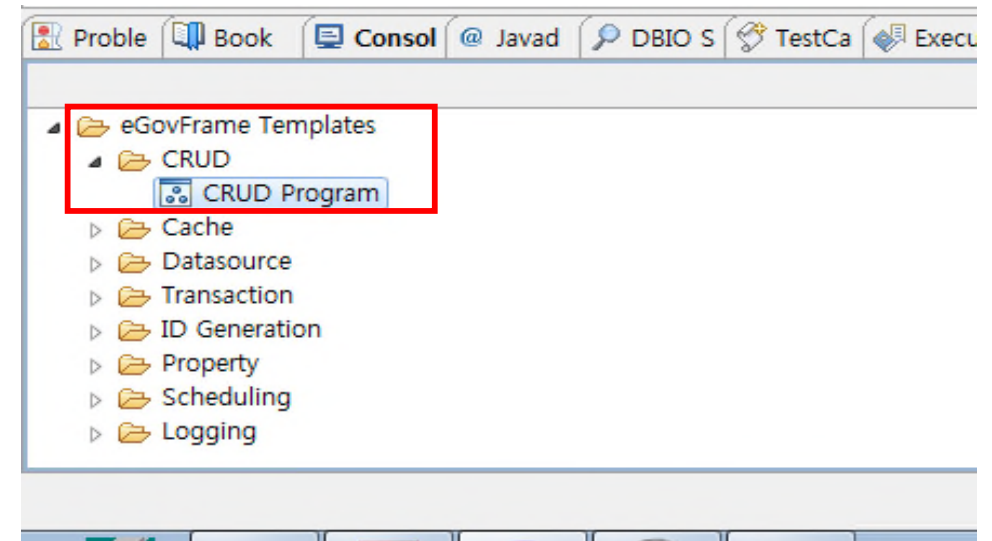 Proble Book Consol @ Javad DBIO S TestCa Execu
eGovFrame Templates
CRUD
CRUD Program
Cache
Datasource
Transaction
ID Generation
Property
Scheduling
Logging